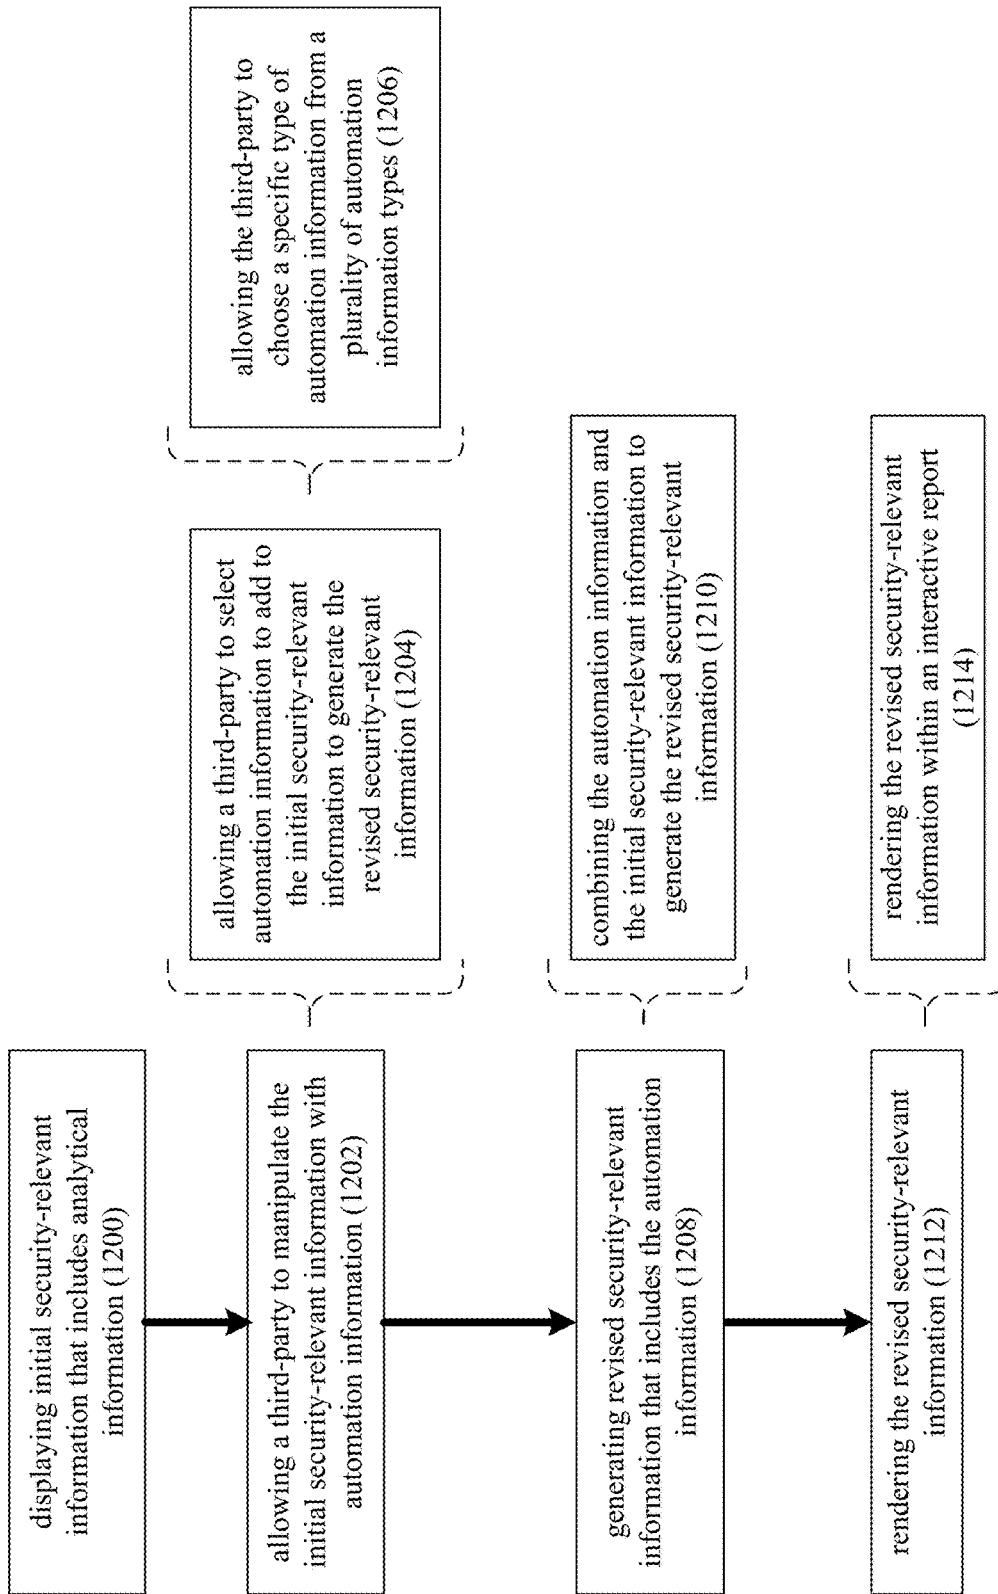 displaying initial security-relevant
information that includes analytical
information (1200)
allowing a third-party to manipulate the
initial security-relevant information with
automation information (1202)
allowing a third-party to select
automation information to add to
the initial security-relevant
information to generate the
revised security-relevant
information (1204)
allowing the third-party to
choose a specific type of
automation information from a
plurality of automation
information types (1206)
generating revised security-relevant
information that includes the automation
information (1208)
combining the automation information and
the initial security-relevant information to
generate the revised security-relevant
information (1210)
rendering the revised security-relevant
information (1212)
rendering the revised security-relevant
information within an interactive report
(1214)